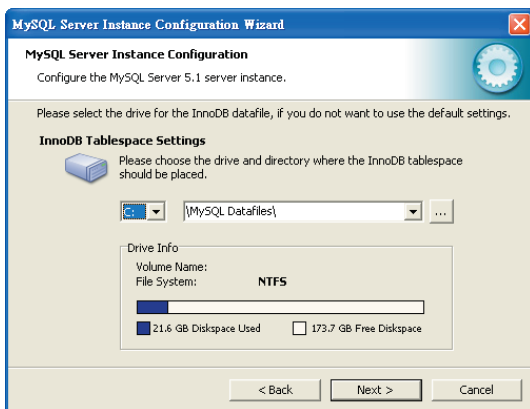 MySQL Server Instance Configuration Wizard
MySQL Server Instance Configuration
Configure the MySQL Server 5.1 server instance.
Please select the drive for the InnoDB datafile, if you do not want to use the default settings.
InnoDB Tablespace Settings
Please choose the drive and directory where the InnoDB tablespace
should be placed.
C: \MySQL Datafiles\ ...
Drive Info
Volume Name:
File System: NTFS
21.6 GB Diskspace Used 173.7 GB Free Diskspace
< Back Next > Cancel